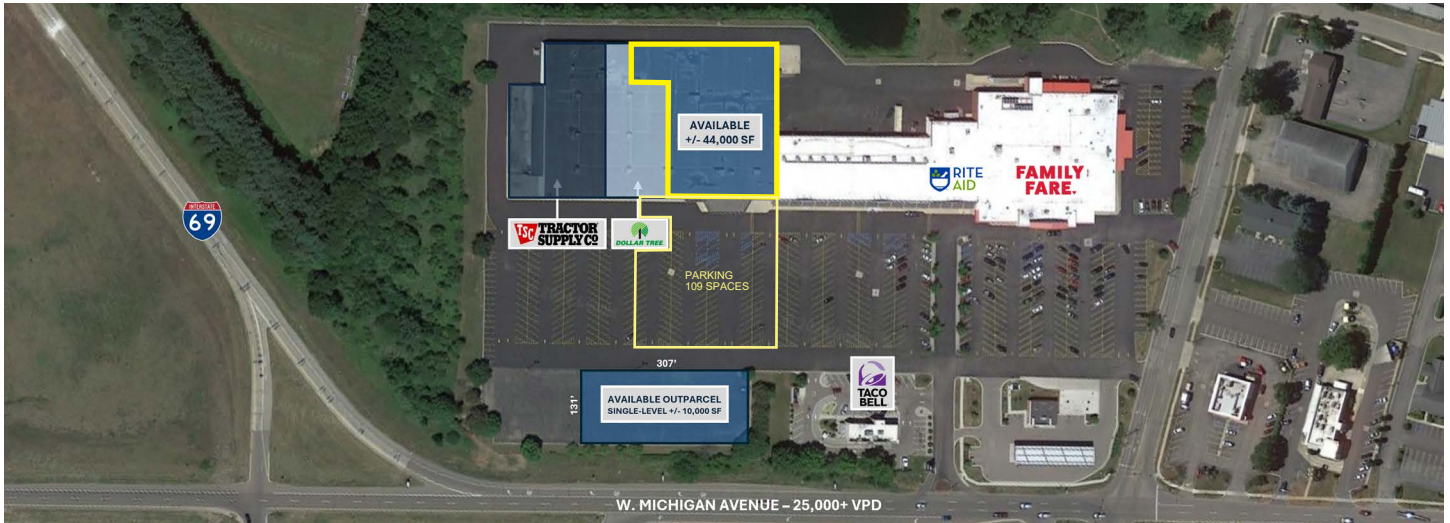 AVAILABLE
+/- 44,000 SF
RITE
AID
FAMILY
FARE.
INTERSTATE
69
TSC TRACTOR
SUPPLY CO
DOLLAR TREE
PARKING
109 SPACES
307'
131'
AVAILABLE OUTPARCEL
SINGLE-LEVEL +/- 10,000 SF
TACO
BELL
W. MICHIGAN AVENUE – 25,000+ VPD